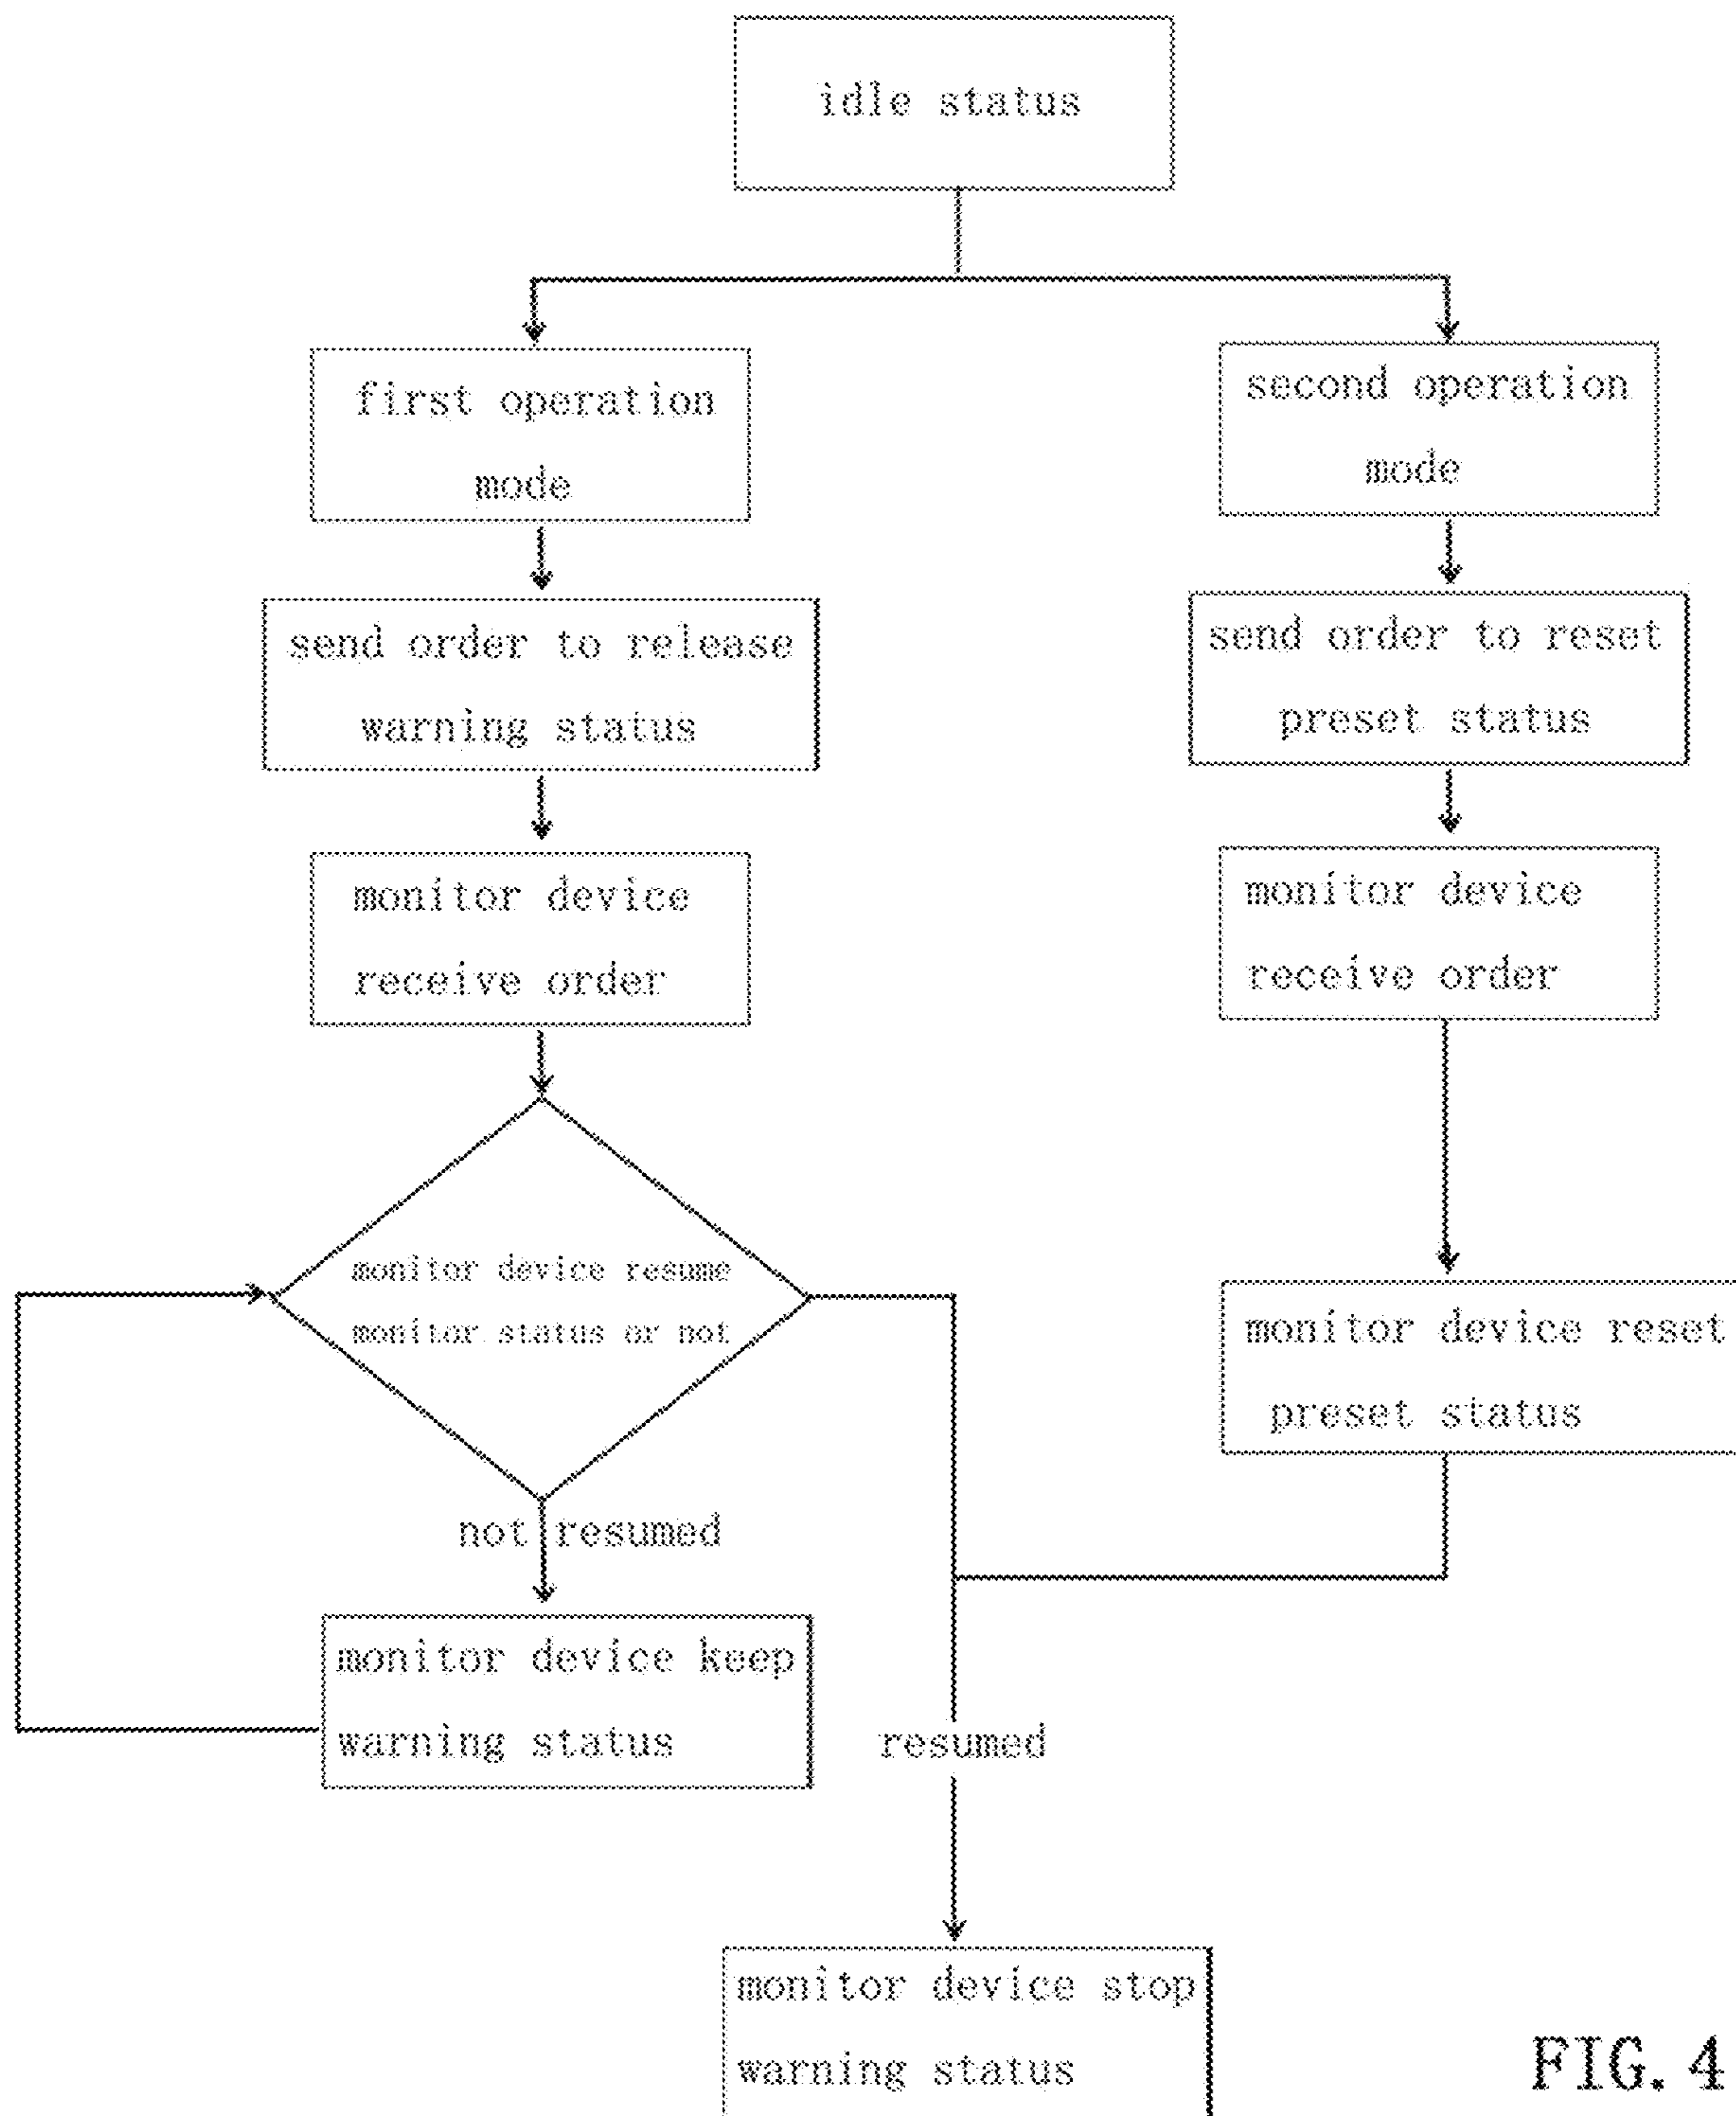 idle status
first operation
mode
second operation
mode
send order to release
warning status
send order to reset
preset status
monitor device
receive order
monitor device
receive order
monitor device resume
monitor status or not
monitor device reset
preset status
not resumed
monitor device keep
warning status
resumed
monitor device stop
warning status
FIG. 4